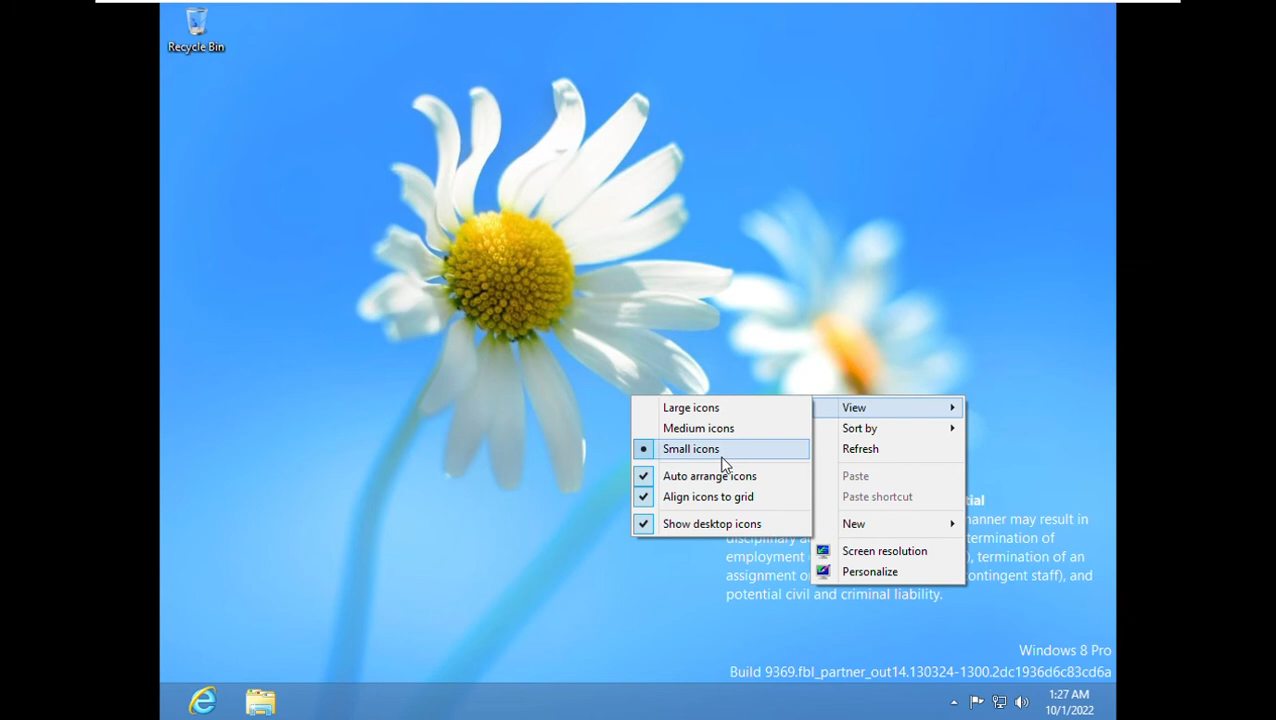 Recycle Bin
Large icons
Medium icons
Small icons
Auto arrange icons
Align icons to grid
Show desktop icons
View
Sort by
Refresh
Paste
Paste shortcut
New
Screen resolution
Personalize
manner may result in
termination of
employment termination of an
assignment contingent staff), and
potential civil and criminal liability.
Windows 8 Pro
Build 9369.fbl_partner_out14.130324-1300.2dc1936d6c83cd6a
1:27 AM
10/1/2022